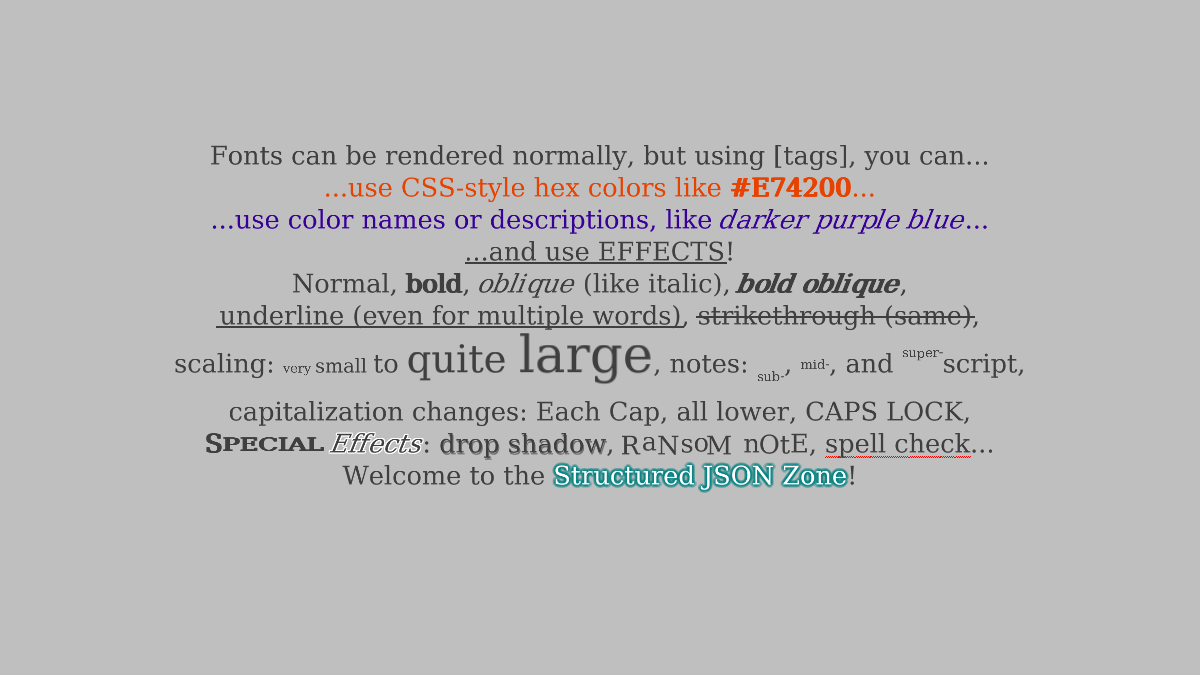 Fonts can be rendered normally, but using [tags], you can…
…use CSS-style hex colors like #E74200…
…use color names or descriptions, like darker purple blue…
…and use EFFECTS!
Normal, bold, oblique (like italic), bold oblique,
underline (even for multiple words), strikethrough (same),
scaling: very small to quite large, notes: sub-, mid-, and super-script,
capitalization changes: Each Cap, all lower, CAPS LOCK,
SPECIAL Effects: drop shadow, RaNsoM nOtE, spell check…
Welcome to the Structured JSON Zone!